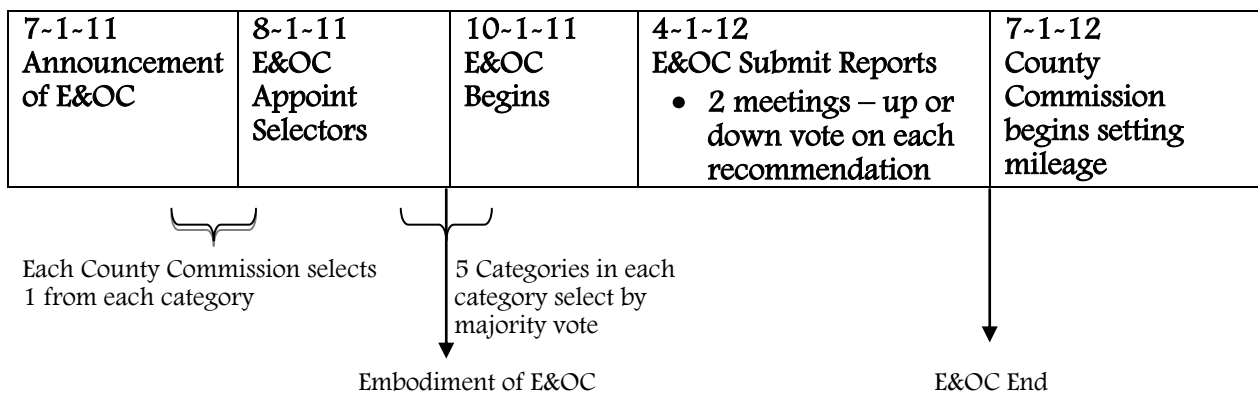 7-1-11
Announcement
of E&OC
8-1-11
E&OC
Appoint
Selectors
10-1-11
E&OC
Begins
4-1-12
E&OC Submit Reports
• 2 meetings – up or
down vote on each
recommendation
7-1-12
County
Commission
begins setting
mileage
Each County Commission selects
1 from each category
5 Categories in each
category select by
majority vote
Embodiment of E&OC
E&OC End